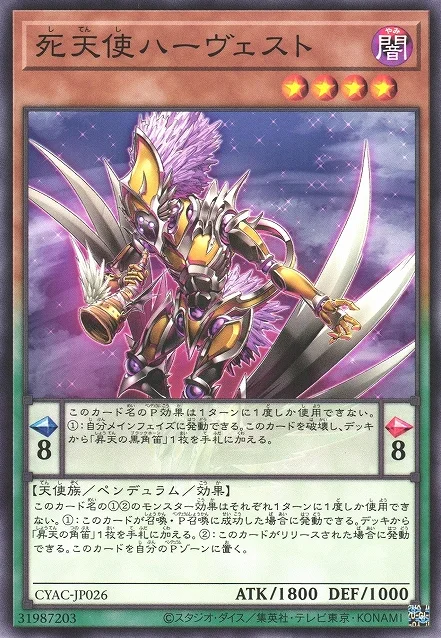 死天使ハーヴェスト
闇
このカード名のP効果は1ターンに1度しか使用できない。
①:自分メインフェイズに発動できる。このカードを破壊し、デッキ
から「昇天の黒角笛」1枚を手札に加える。
8
8
【天使族/ペンデュラム/効果】
このカード名の①②のモンスター効果はそれぞれ1ターンに1度しか使用でき
ない。①:このカードが召喚・P召喚に成功した場合に発動できる。デッキから
「昇天の角笛」1枚を手札に加える。②:このカードがリリースされた場合に発動
できる。このカードを自分のPゾーンに置く。
CYAC-JP026
ATK/1800 DEF/1000
31987203
©スタジオ・ダイス/集英社・テレビ東京・KONAMI